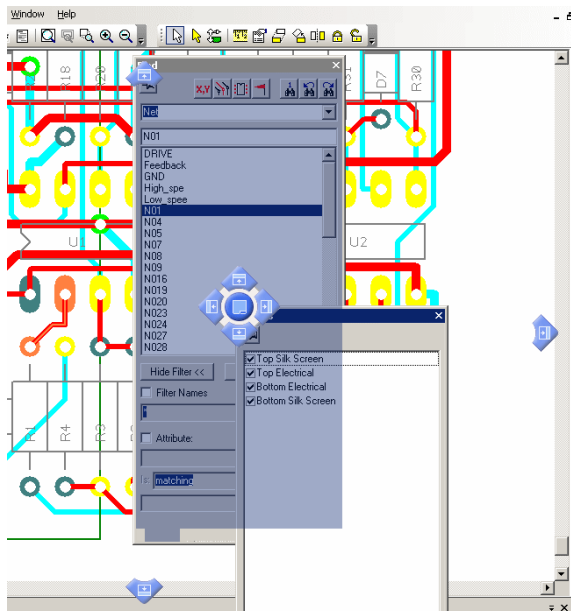 Window Help
R18
R20
R31
D7
R30
X,Y
Net
N01
DRIVE
Feedback
GND
High_spe
Low_spee
N01
N04
N05
N07
N08
N09
N016
N019
N020
N023
N024
N027
N028
U2
Hide Filter <<
Filter Names
*
Attribute:
Is:
matching
Top Silk Screen
Top Electrical
Bottom Electrical
Bottom Silk Screen
R1
R4
R3